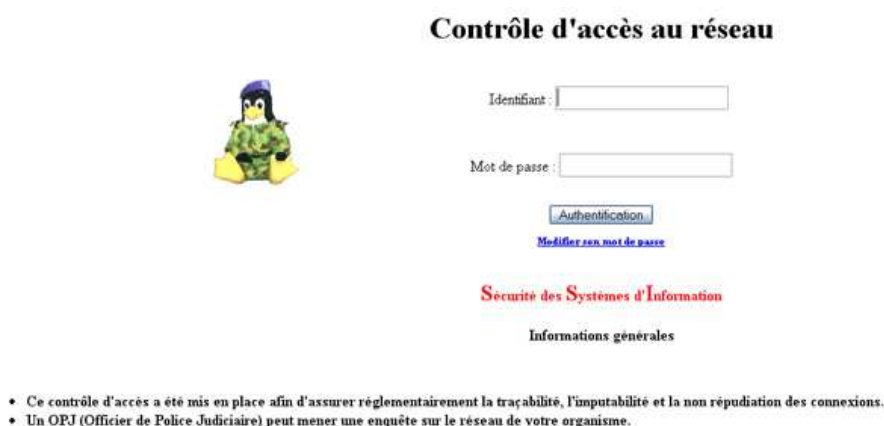 Contrôle d'accès au réseau
Identifiant :
Mot de passe :
Authentification
Modifier son mot de passe
Sécurité des Systèmes d'Information
Informations générales
• Ce contrôle d'accès a été mis en place afin d'assurer réglementairement la traçabilité, l'imputabilité et la non répudiation des connexions.
• Un OPJ (Officier de Police Judiciaire) peut mener une enquête sur le réseau de votre organisme.